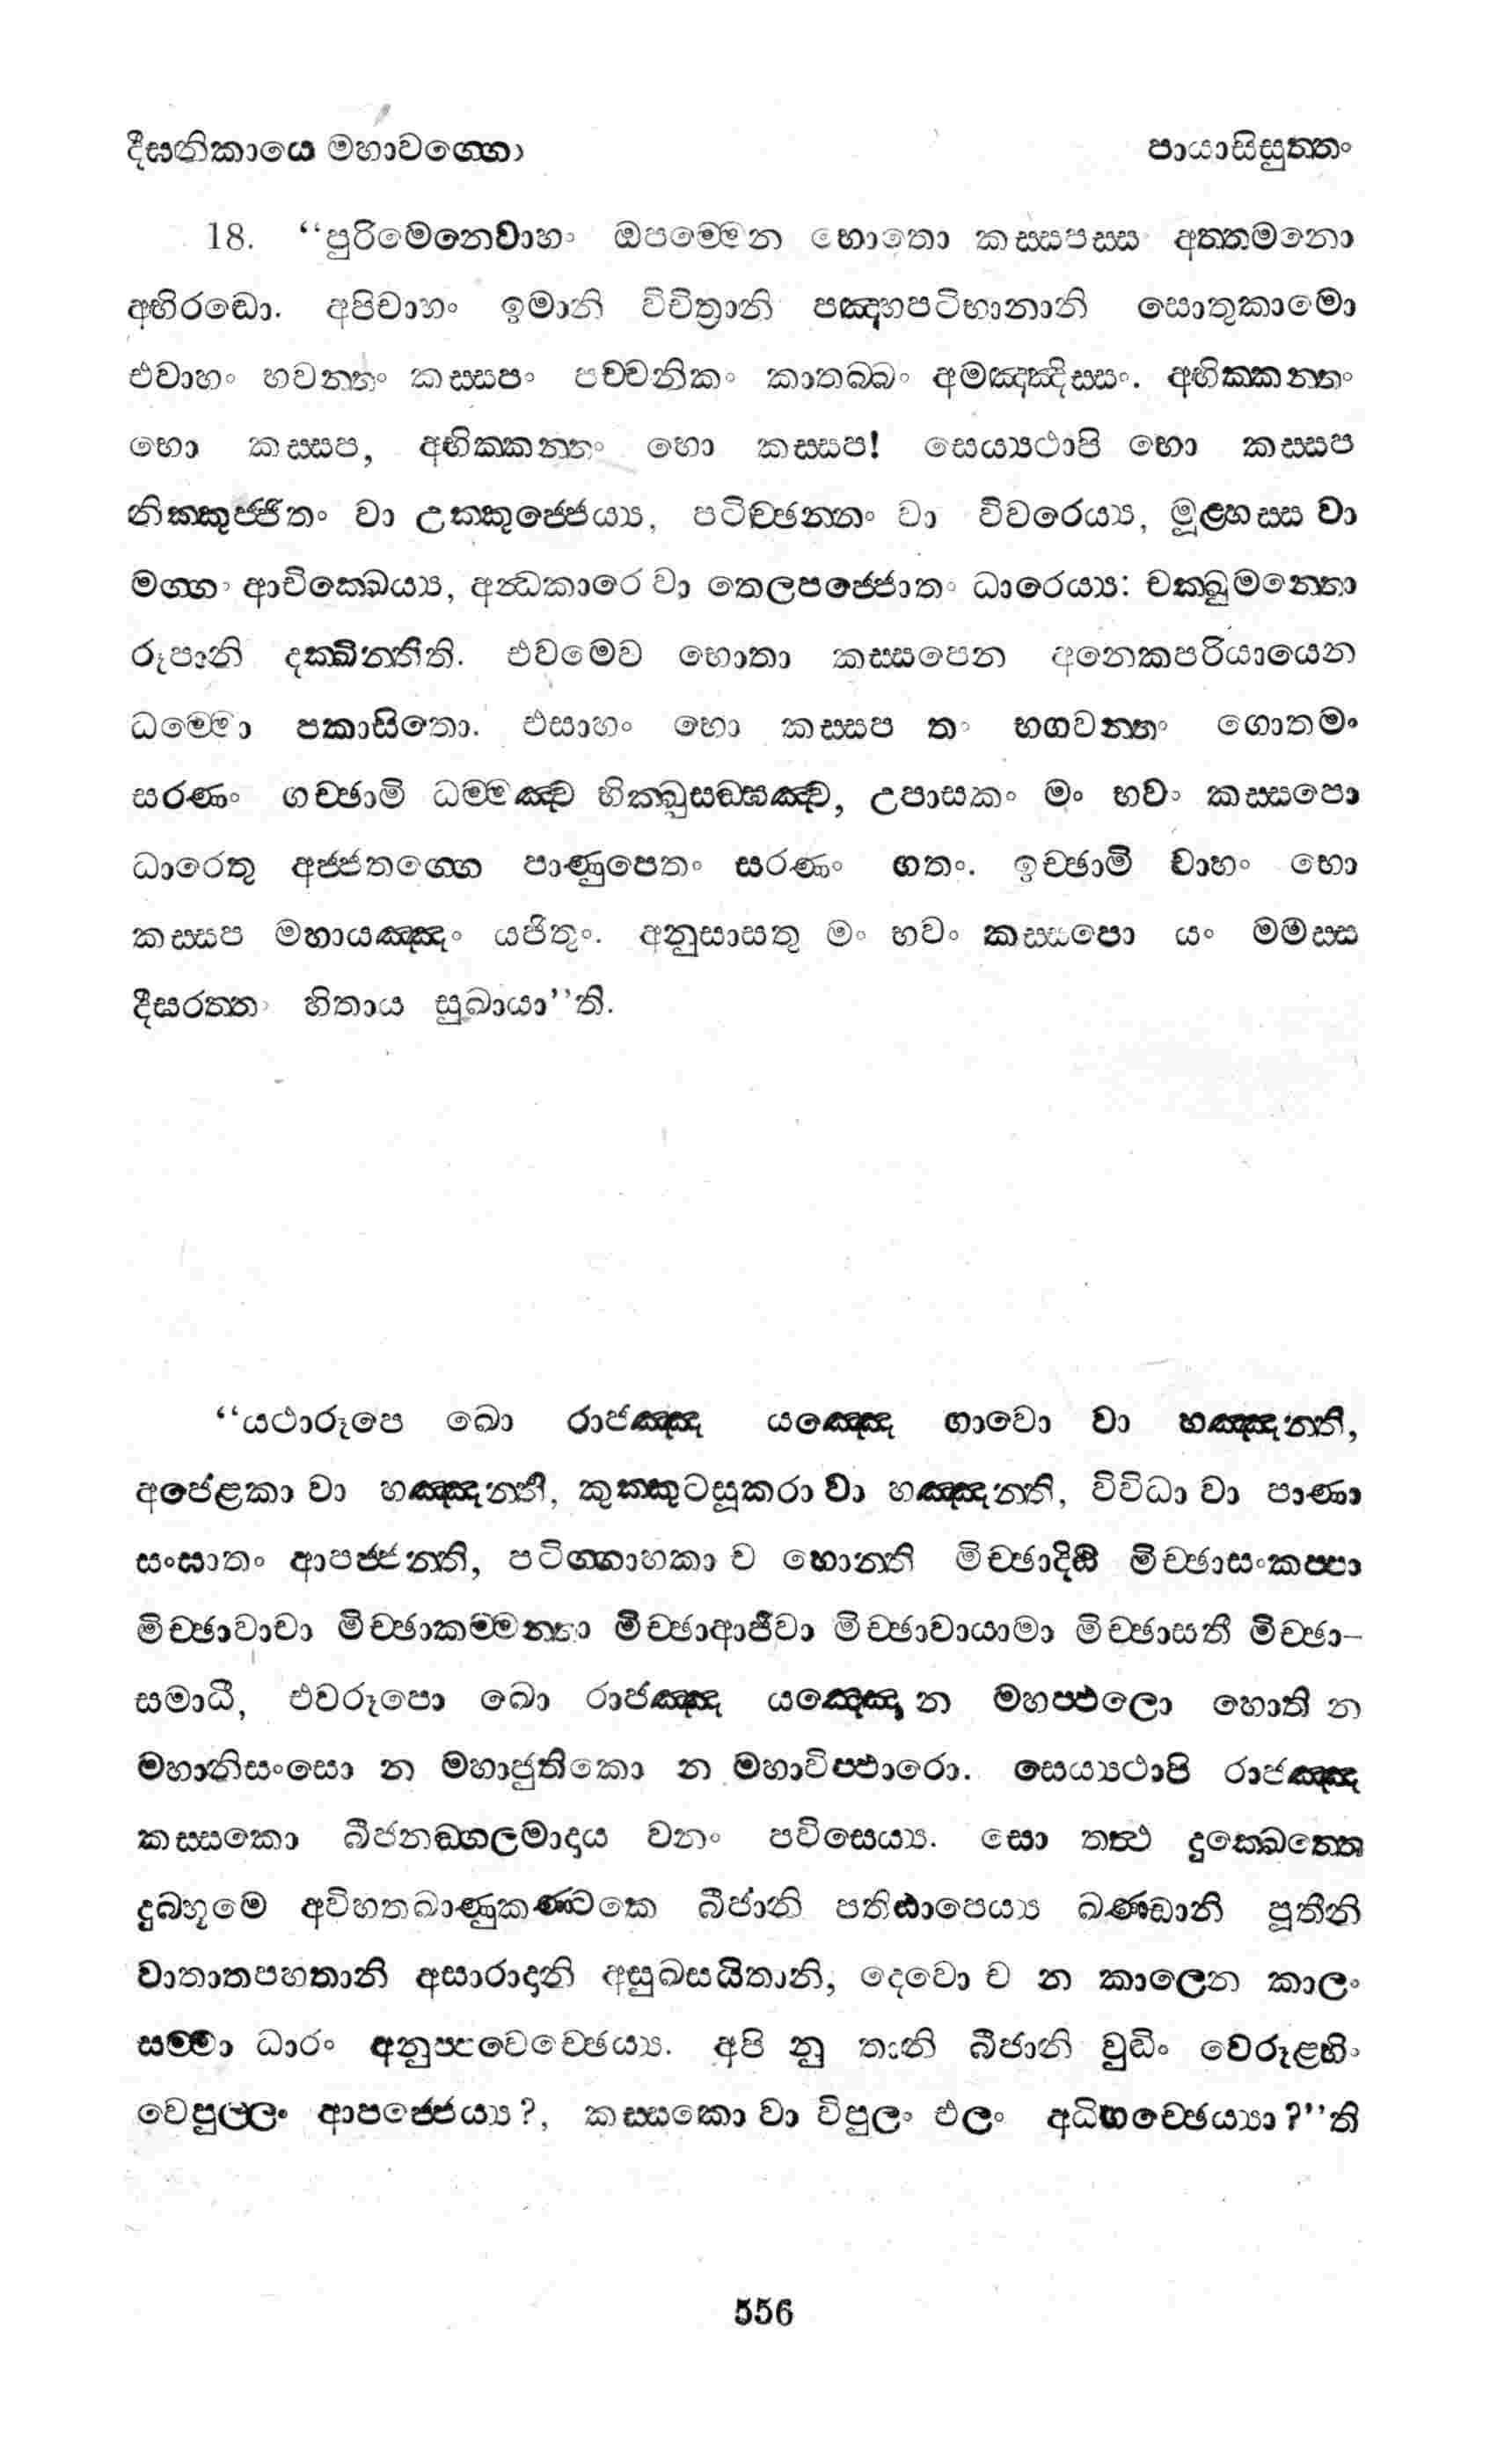 දීඝනිකායෙ මහාවග්ගො
පායාසිසුත්තං
18. “පුරිමෙනෙවාහං ඔපම්මෙන භොතො කස්සපස්ස අත්තමනො
අභිරද්ධො. අපිචාහං ඉමානි විචිත්‍රානි පඤ්හපටිභානානි සොතුකාමො
එවාහං භවන්තං කස්සපං පච්චනිකං කාතබ්බං අමඤ්ඤිස්සං. අභික්කන්තං
භො කස්සප, අභික්කන්තං භො කස්සප! සෙය්‍යථාපි භො කස්සප
නික්කුජ්ජිතං වා උක්කුජ්ජෙය්‍ය, පටිච්ඡන්නං වා විවරෙය්‍ය, මූළ්හස්ස වා
මග්ගං ආචික්ඛෙය්‍ය, අන්ධකාරෙ වා තෙලපජ්ජොතං ධාරෙය්‍ය: චක්ඛුමන්තො
රූපානි දක්ඛින්තීති. එවමෙව භොතා කස්සපෙන අනෙකපරියායෙන
ධම්මො පකාසිතො. එසාහං භො කස්සප තං භගවන්තං ගොතමං
සරණං ගච්ඡාමි ධම්මඤ්ච භික්ඛුසඞ්ඝඤ්ච, උපාසකං මං භවං කස්සපො
ධාරෙතු අජ්ජතග්ගෙ පාණුපෙතං සරණං ගතං. ඉච්ඡාමි චාහං භො
කස්සප මහායඤ්ඤං යජිතුං. අනුසාසතු මං භවං කස්සපො යං මමස්ස
දීඝරත්තං හිතාය සුඛායා’’ති.
“යථාරූපෙ ඛො රාජඤ්ඤ යඤ්ඤෙ ගාවො වා හඤ්ඤන්ති,
අජෙළකා වා හඤ්ඤන්ති, කුක්කුටසූකරා වා හඤ්ඤන්ති, විවිධා වා පාණා
සංඝාතං ආපජ්ජන්ති, පටිග්ගාහකා ච හොන්ති මිච්ඡාදිට්ඨි මිච්ඡාසංකප්පා
මිච්ඡාවාචා මිච්ඡාකම්මන්තා මිච්ඡාආජීවා මිච්ඡාවායාමා මිච්ඡාසතී මිච්ඡා-
සමාධී, එවරූපො ඛො රාජඤ්ඤ යඤ්ඤො න මහප්ඵලො හොති න
මහානිසංසො න මහාජුතිකො න මහාවිප්ඵාරො. සෙය්‍යථාපි රාජඤ්ඤ
කස්සකො බීජනඞ්ගලමාදාය වනං පවිසෙය්‍ය. සො තත්ථ දුක්ඛෙත්තෙ
දුබභූමෙ අවිහතඛාණුකණ්ටකෙ බීජානි පතිට්ඨාපෙය්‍ය ඛණ්ඩානි පූතීනි
වාතාතපහතානි අසාරාදානි අසුඛසයිතානි, දෙවො ච න කාලෙන කාලං
සම්මා ධාරං අනුප්පවෙච්ඡෙය්‍ය. අපි නු තානි බීජානි වුඩිං වෙරූළ්හිං
වෙපුල්ලං ආපජ්ජෙය්‍ය?, කස්සකො වා විපුලං ඵලං අධිගච්ඡෙය්‍යා?’’ති
556